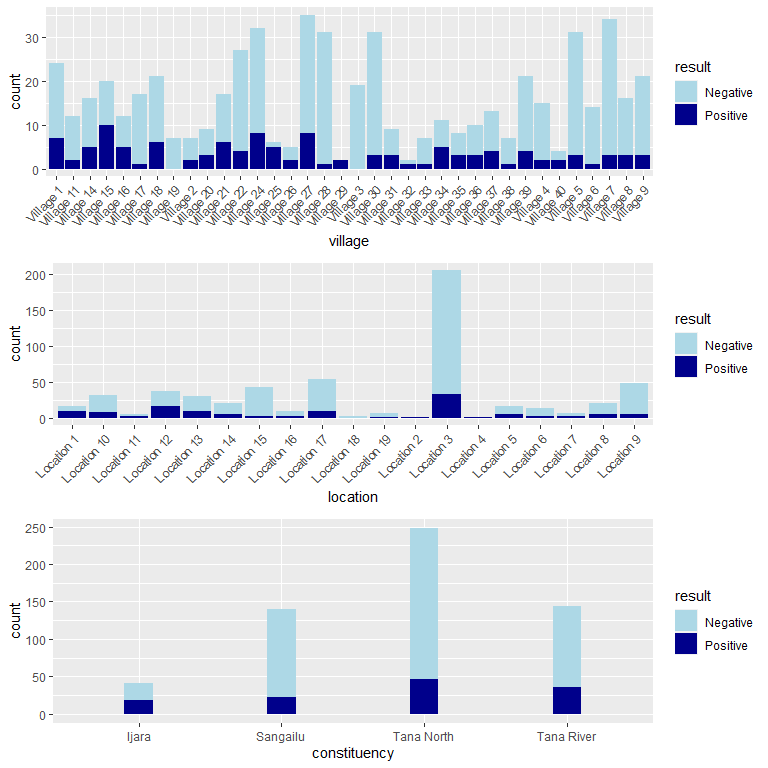 30
20
10
0
count
Village 1
Village 11
Village 14
Village 15
Village 16
Village 17
Village 18
Village 19
Village 2
Village 20
Village 21
Village 22
Village 24
Village 25
Village 26
Village 27
Village 28
Village 29
Village 3
Village 30
Village 31
Village 32
Village 33
Village 34
Village 35
Village 36
Village 37
Village 38
Village 39
Village 4
Village 40
Village 5
Village 6
Village 7
Village 8
Village 9
village
result
Negative
Positive
200
150
100
50
0
count
Location 1
Location 10
Location 11
Location 12
Location 13
Location 14
Location 15
Location 16
Location 17
Location 18
Location 19
Location 2
Location 3
Location 4
Location 5
Location 6
Location 7
Location 8
Location 9
location
result
Negative
Positive
250
200
150
100
50
0
count
Ijara
Sangailu
Tana North
Tana River
constituency
result
Negative
Positive